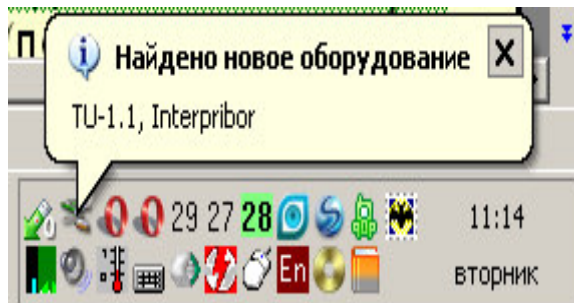 Найдено новое оборудование
TU-1.1, Interpribor
29 27 28 11:14
En вторник